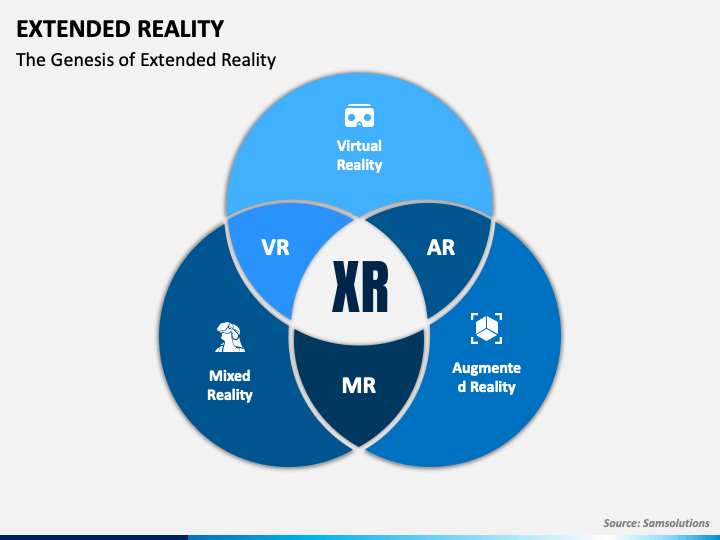 EXTENDED REALITY
The Genesis of Extended Reality
Virtual
Reality
VR
AR
XR
Mixed
Reality
Augmente
d Reality
MR
Source: Samsolutions